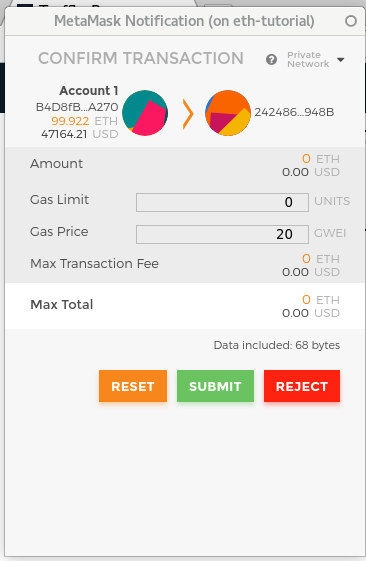 MetaMask Notification (on eth-tutorial)
CONFIRM TRANSACTION
? Private Network
Account 1
B4D8fB...A270
99.922 ETH
47164.21 USD
242486...948B
Amount 0 ETH
0.00 USD
Gas Limit 0 UNITS
Gas Price 20 GWEI
Max Transaction Fee 0 ETH
0.00 USD
Max Total 0 ETH
0.00 USD
Data included: 68 bytes
RESET SUBMIT REJECT